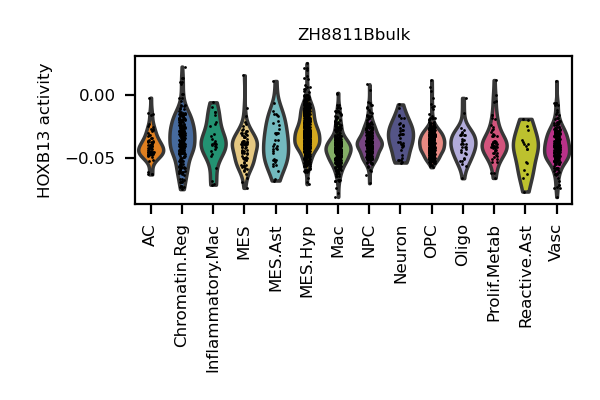 ZH8811Bbulk
HOXB13 activity
0.00
−0.05
AC
Chromatin.Reg
Inflammatory.Mac
MES
MES.Ast
MES.Hyp
Mac
NPC
Neuron
OPC
Oligo
Prolif.Metab
Reactive.Ast
Vasc